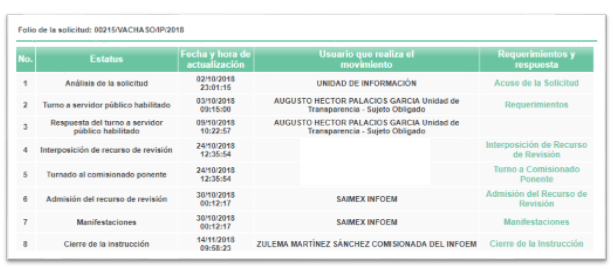 Folio de la solicitud: 00215/VACHASO/IP/2018
No. Estatus Fecha y hora de actualización Usuario que realiza el movimiento Requerimientos y respuesta
1 Análisis de la solicitud 02/10/2018 23:01:15 UNIDAD DE INFORMACIÓN Acuse de la Solicitud
2 Turno a servidor público habilitado 03/10/2018 09:15:00 AUGUSTO HECTOR PALACIOS GARCIA Unidad de Transparencia - Sujeto Obligado Requerimientos
3 Respuesta del turno a servidor público habilitado 09/10/2018 10:22:57 AUGUSTO HECTOR PALACIOS GARCIA Unidad de Transparencia - Sujeto Obligado
4 Interposición de recurso de revisión 24/10/2018 12:35:54 Interposición de Recurso de Revisión
5 Turnado al comisionado ponente 24/10/2018 12:35:54 Turno a Comisionado Ponente
6 Admisión del recurso de revisión 30/10/2018 00:12:17 SAIMEX INFOEM Admisión del Recurso de Revisión
7 Manifestaciones 30/10/2018 00:12:17 SAIMEX INFOEM Manifestaciones
8 Cierre de la instrucción 14/11/2018 09:58:23 ZULEMA MARTÍNEZ SÁNCHEZ COMISIONADA DEL INFOEM Cierre de la Instrucción